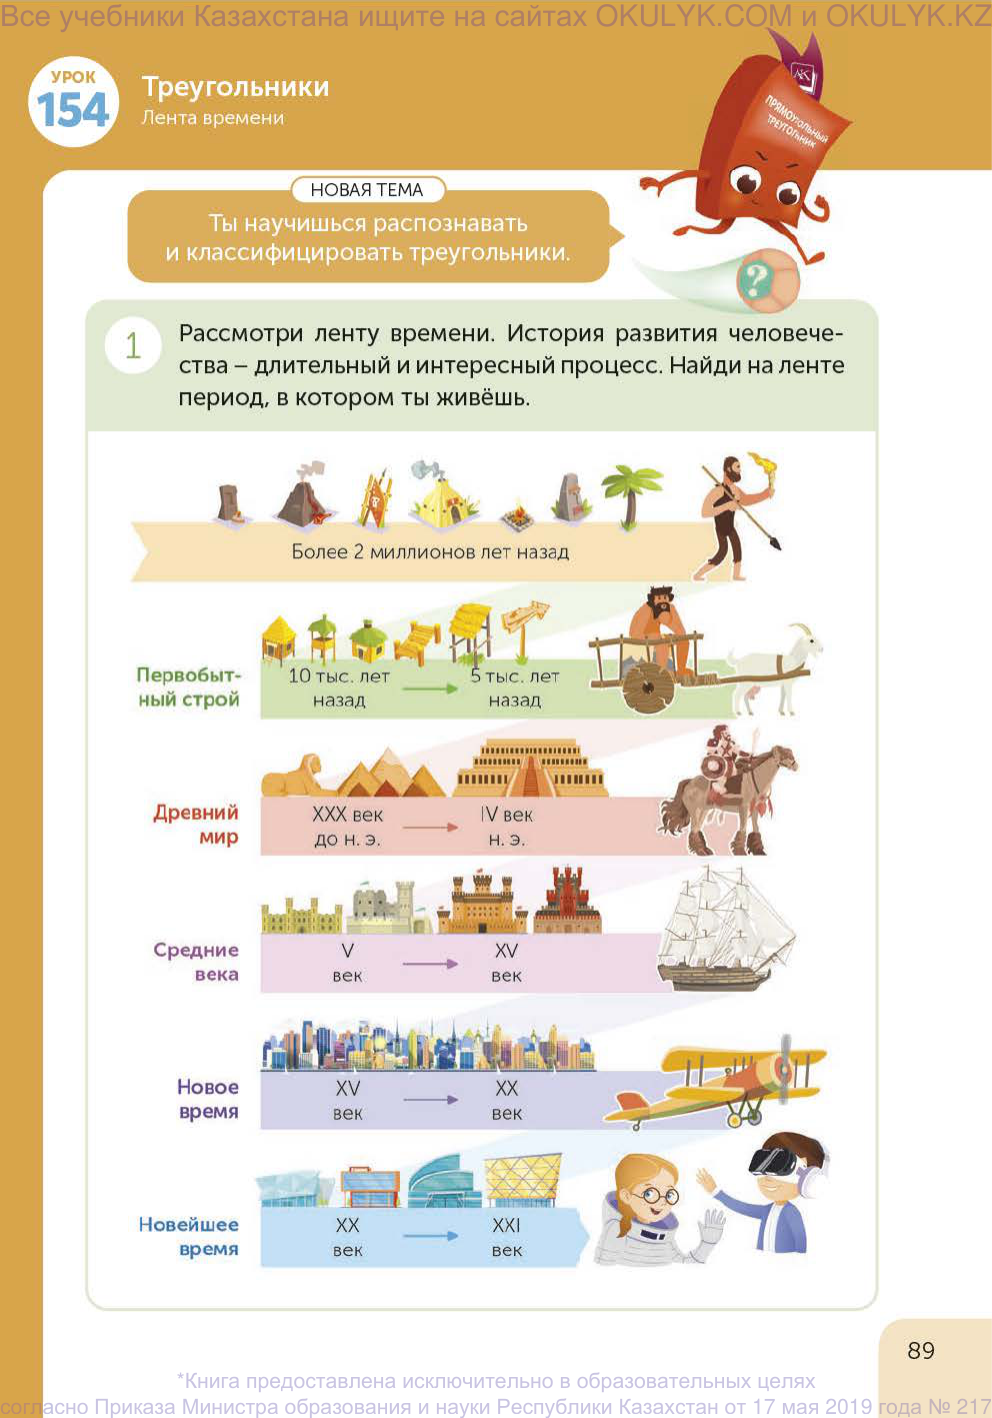 Все учебники Казахстана ищите на сайтах OKULYK.COM и OKULYK.KZ
УРОК
154
Треугольники
Лента времени
ПРЯМОУГОЛЬНЫЙ
ТРЕУГОЛЬНИК
НОВАЯ ТЕМА
Ты научишься распознавать
и классифицировать треугольники.
?
1
Рассмотри ленту времени. История развития человече-
ства – длительный и интересный процесс. Найди на ленте
период, в котором ты живёшь.
Более 2 миллионов лет назад
Первобыт-
ный строй
10 тыс. лет
назад
5 тыс. лет
назад
Древний
мир
XXX век
до н. э.
IV век
н. э.
Средние
века
V
век
XV
век
Новое
время
XV
век
XX
век
Новейшее
время
XX
век
XXI
век
89
*Книга предоставлена исключительно в образовательных целях
согласно Приказа Министра образования и науки Республики Казахстан от 17 мая 2019 года № 217